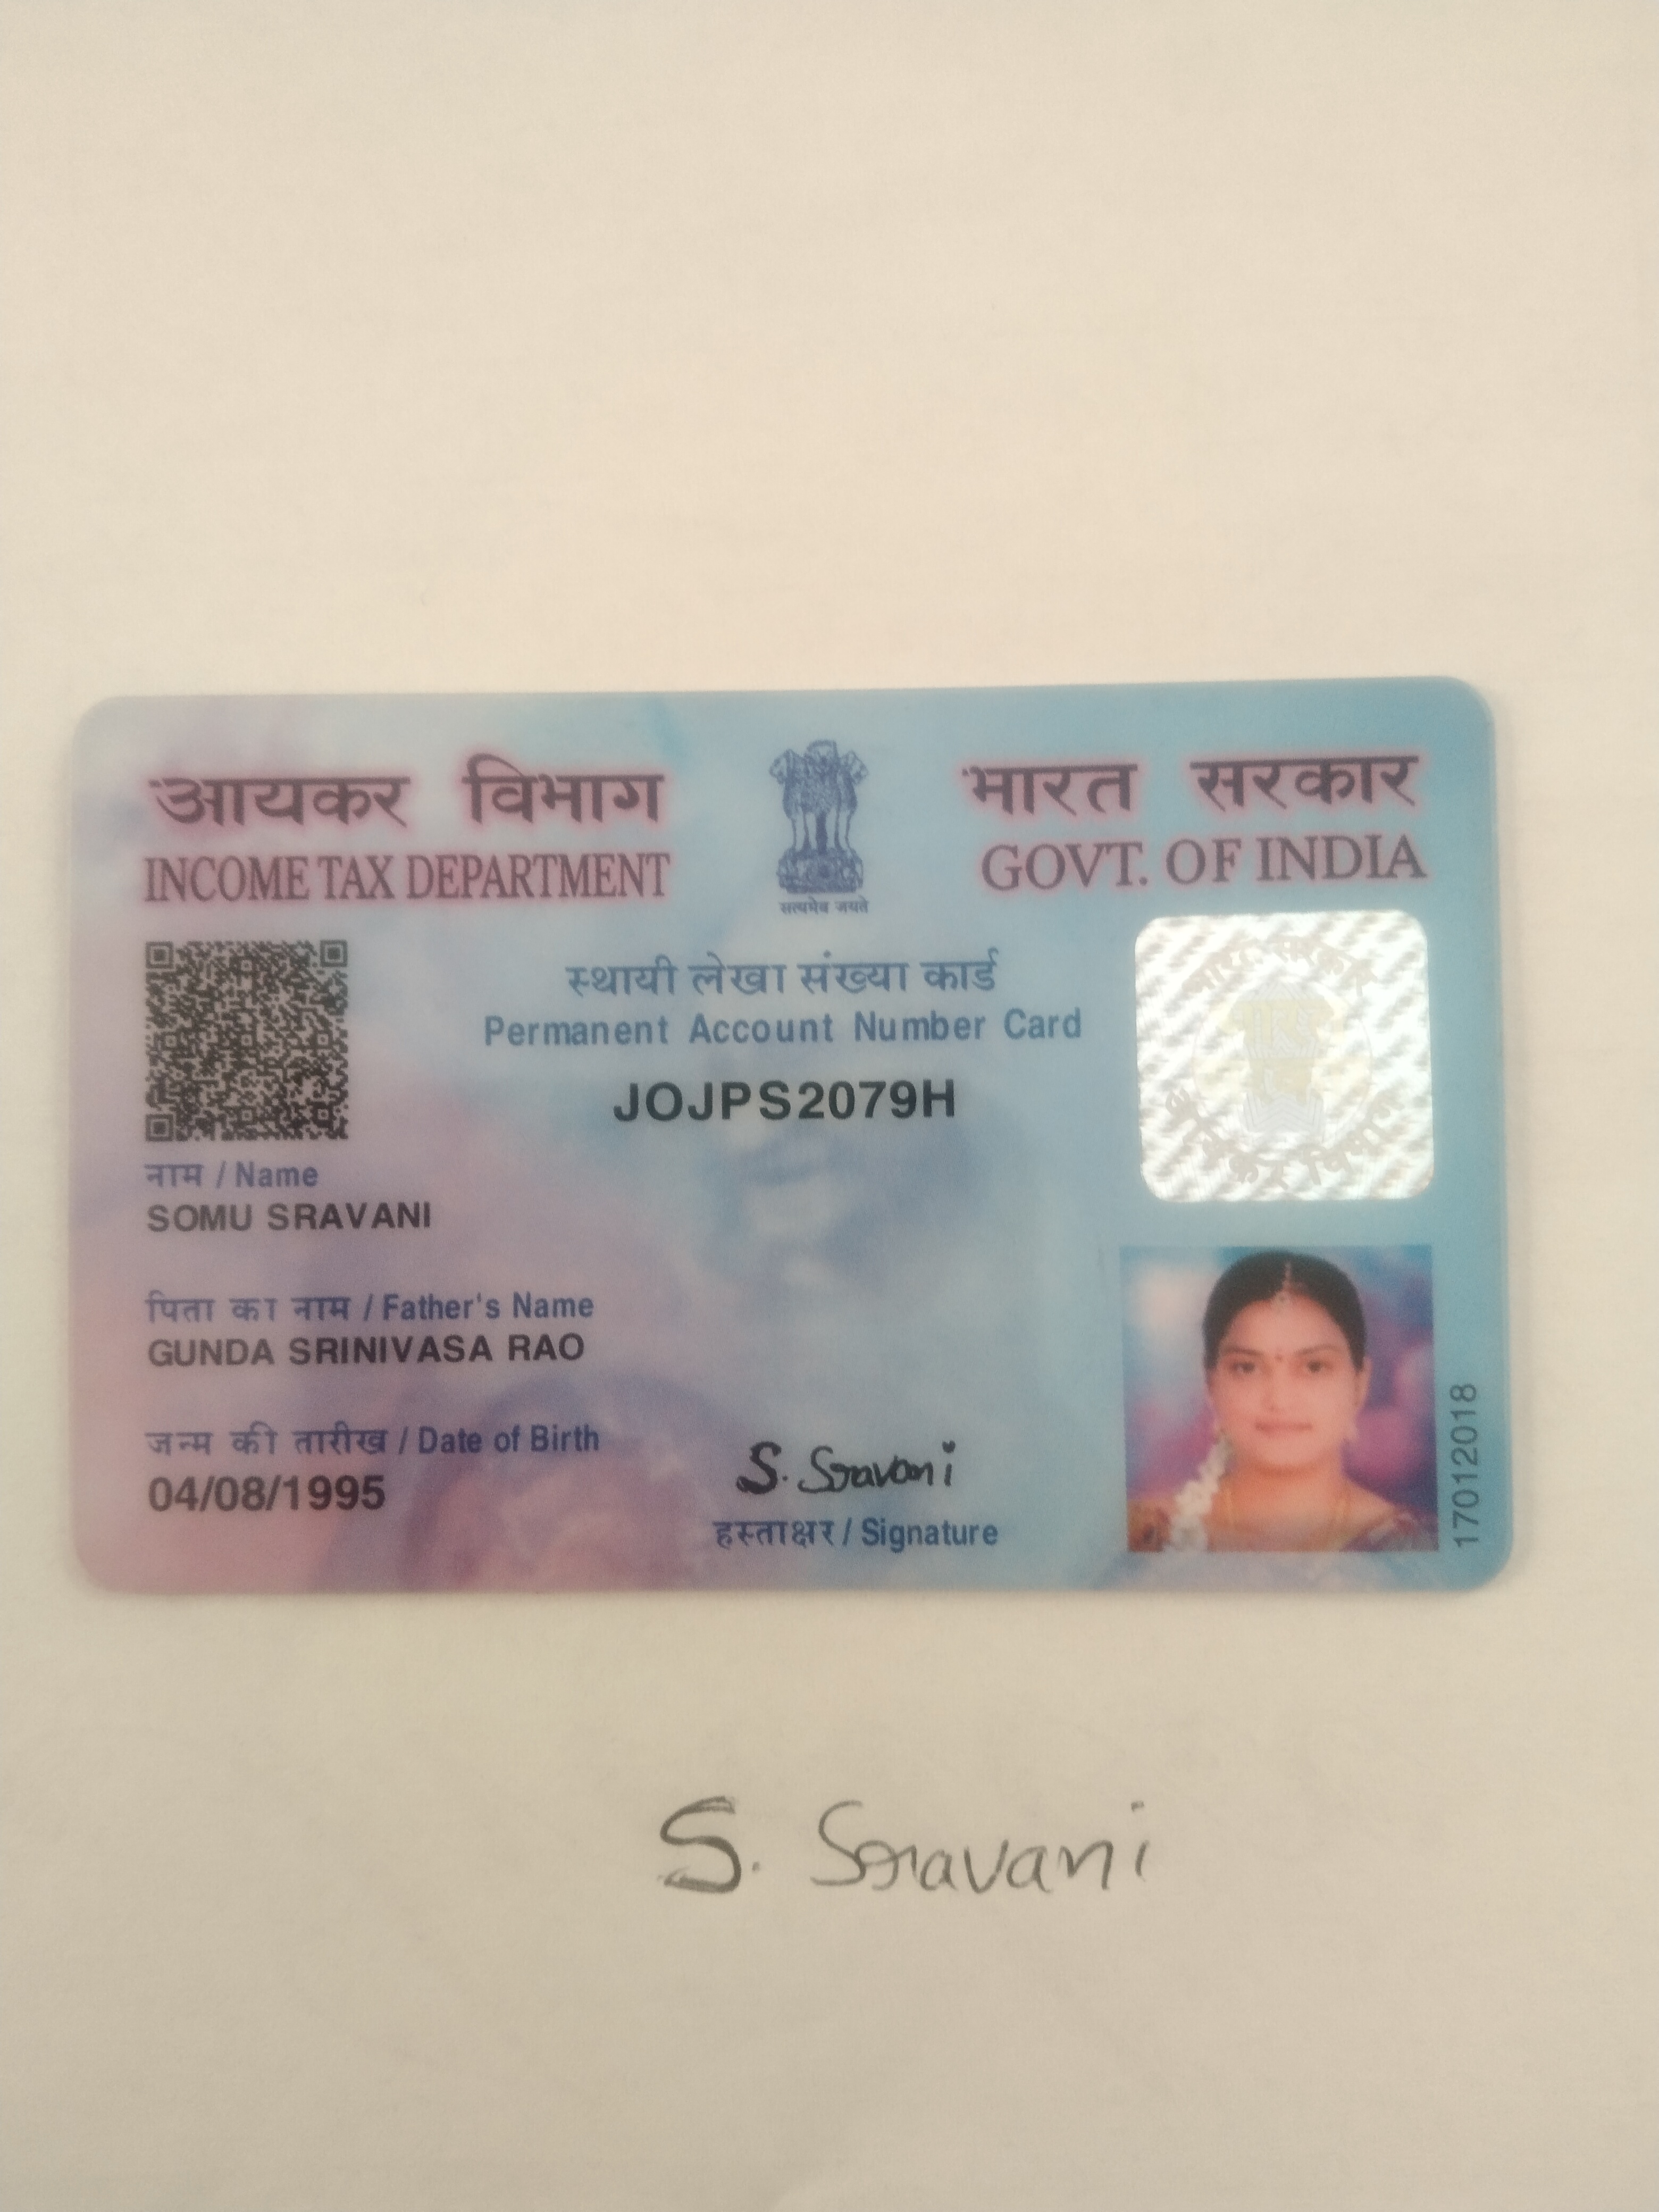 आयकर विभाग
INCOME TAX DEPARTMENT
सत्यमेव जयते
भारत सरकार
GOVT. OF INDIA
स्थायी लेखा संख्या कार्ड
Permanent Account Number Card
JOJPS2079H
नाम / Name
SOMU SRAVANI
पिता का नाम / Father's Name
GUNDA SRINIVASA RAO
जन्म की तारीख / Date of Birth
04/08/1995
S. Sravani
हस्ताक्षर / Signature
17012018
S. Sravani